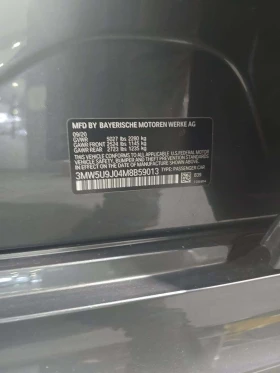 MFD BY BAYERISCHE MOTOREN WERKE AG
09/20
GVWR 5027 lbs 2280 kg
GAWR FRONT 2524 lbs 1145 kg
GAWR REAR 2723 lbs 1235 kg
THIS VEHICLE CONFORMS TO ALL APPLICABLE U.S. FEDERAL MOTOR
VEHICLE SAFETY, BUMPER, AND THEFT PREVENTION STANDARDS
IN EFFECT ON THE DATE OF MANUFACTURE SHOWN ABOVE.
3MW5U9J04M8B59013 TYPE: PASSENGER CAR